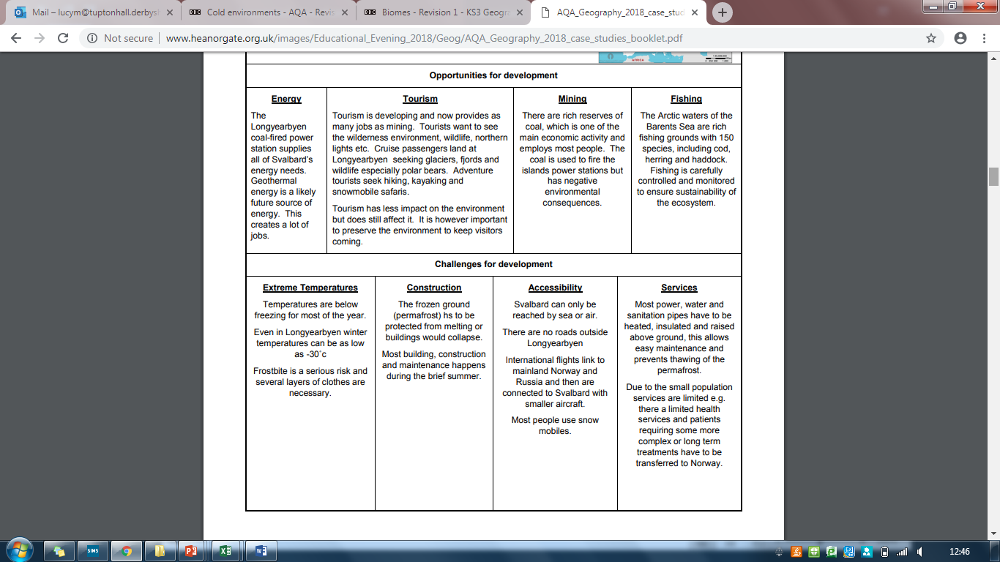 Mail – lucym@tuptonhall.derbys
Cold environments - AQA - Revis
Biomes - Revision 1 - KS3 Geogra
AQA_Geography_2018_case_stud
Not secure
www.heanorgate.org.uk/images/Educational_Evening_2018/Geog/AQA_Geography_2018_case_studies_booklet.pdf
AFRICA
Opportunities for development
Energy
The
Longyearbyen
coal-fired power
station supplies
all of Svalbard's
energy needs.
Geothermal
energy is a likely
future source of
energy. This
creates a lot of
jobs.
Tourism
Tourism is developing and now provides as
many jobs as mining. Tourists want to see
the wilderness environment, wildlife, northern
lights etc. Cruise passengers land at
Longyearbyen seeking glaciers, fjords and
wildlife especially polar bears. Adventure
tourists seek hiking, kayaking and
snowmobile safaris.
Tourism has less impact on the environment
but does still affect it. It is however important
to preserve the environment to keep visitors
coming.
Mining
There are rich reserves of
coal, which is one of the
main economic activity and
employs most people. The
coal is used to fire the
islands power stations but
has negative
environmental
consequences.
Fishing
The Arctic waters of the
Barents Sea are rich
fishing grounds with 150
species, including cod,
herring and haddock.
Fishing is carefully
controlled and monitored
to ensure sustainability of
the ecosystem.
Challenges for development
Extreme Temperatures
Temperatures are below
freezing for most of the year.
Even in Longyearbyen winter
temperatures can be as low
as -30˚c
Frostbite is a serious risk and
several layers of clothes are
necessary.
Construction
The frozen ground
(permafrost) hs to be
protected from melting or
buildings would collapse.
Most building, construction
and maintenance happens
during the brief summer.
Accessibility
Svalbard can only be
reached by sea or air.
There are no roads outside
Longyearbyen
International flights link to
mainland Norway and
Russia and then are
connected to Svalbard with
smaller aircraft.
Most people use snow
mobiles.
Services
Most power, water and
sanitation pipes have to be
heated, insulated and raised
above ground, this allows
easy maintenance and
prevents thawing of the
permafrost.
Due to the small population
services are limited e.g.
there a limited health
services and patients
requiring some more
complex or long term
treatments have to be
transferred to Norway.
SIMS
12:46